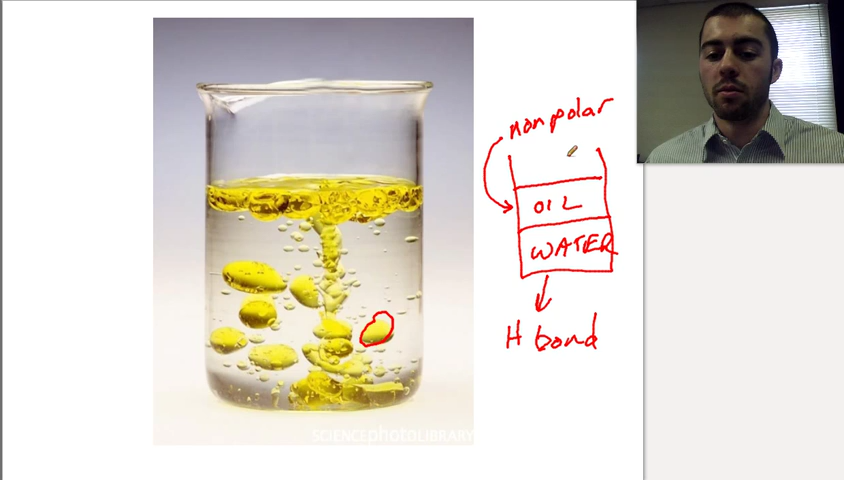 nonpolar
OIL
WATER
H bond
SCIENCEPHOTOLIBRARY